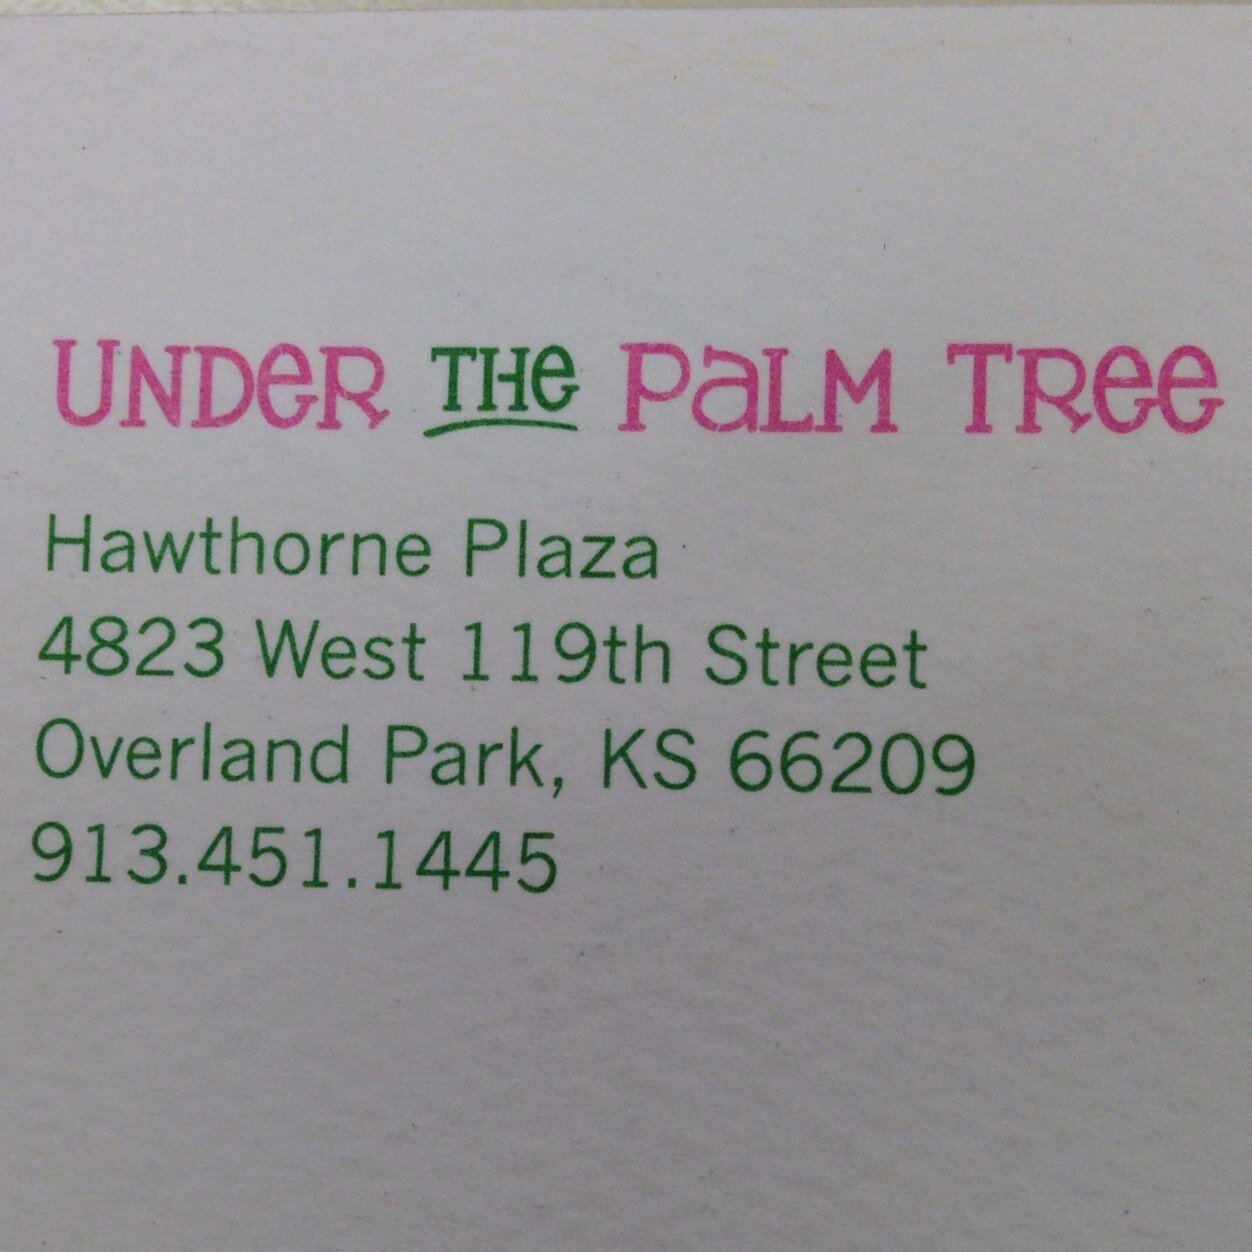 UNDER THE PALM TREE
Hawthorne Plaza
4823 West 119th Street
Overland Park, KS 66209
913.451.1445